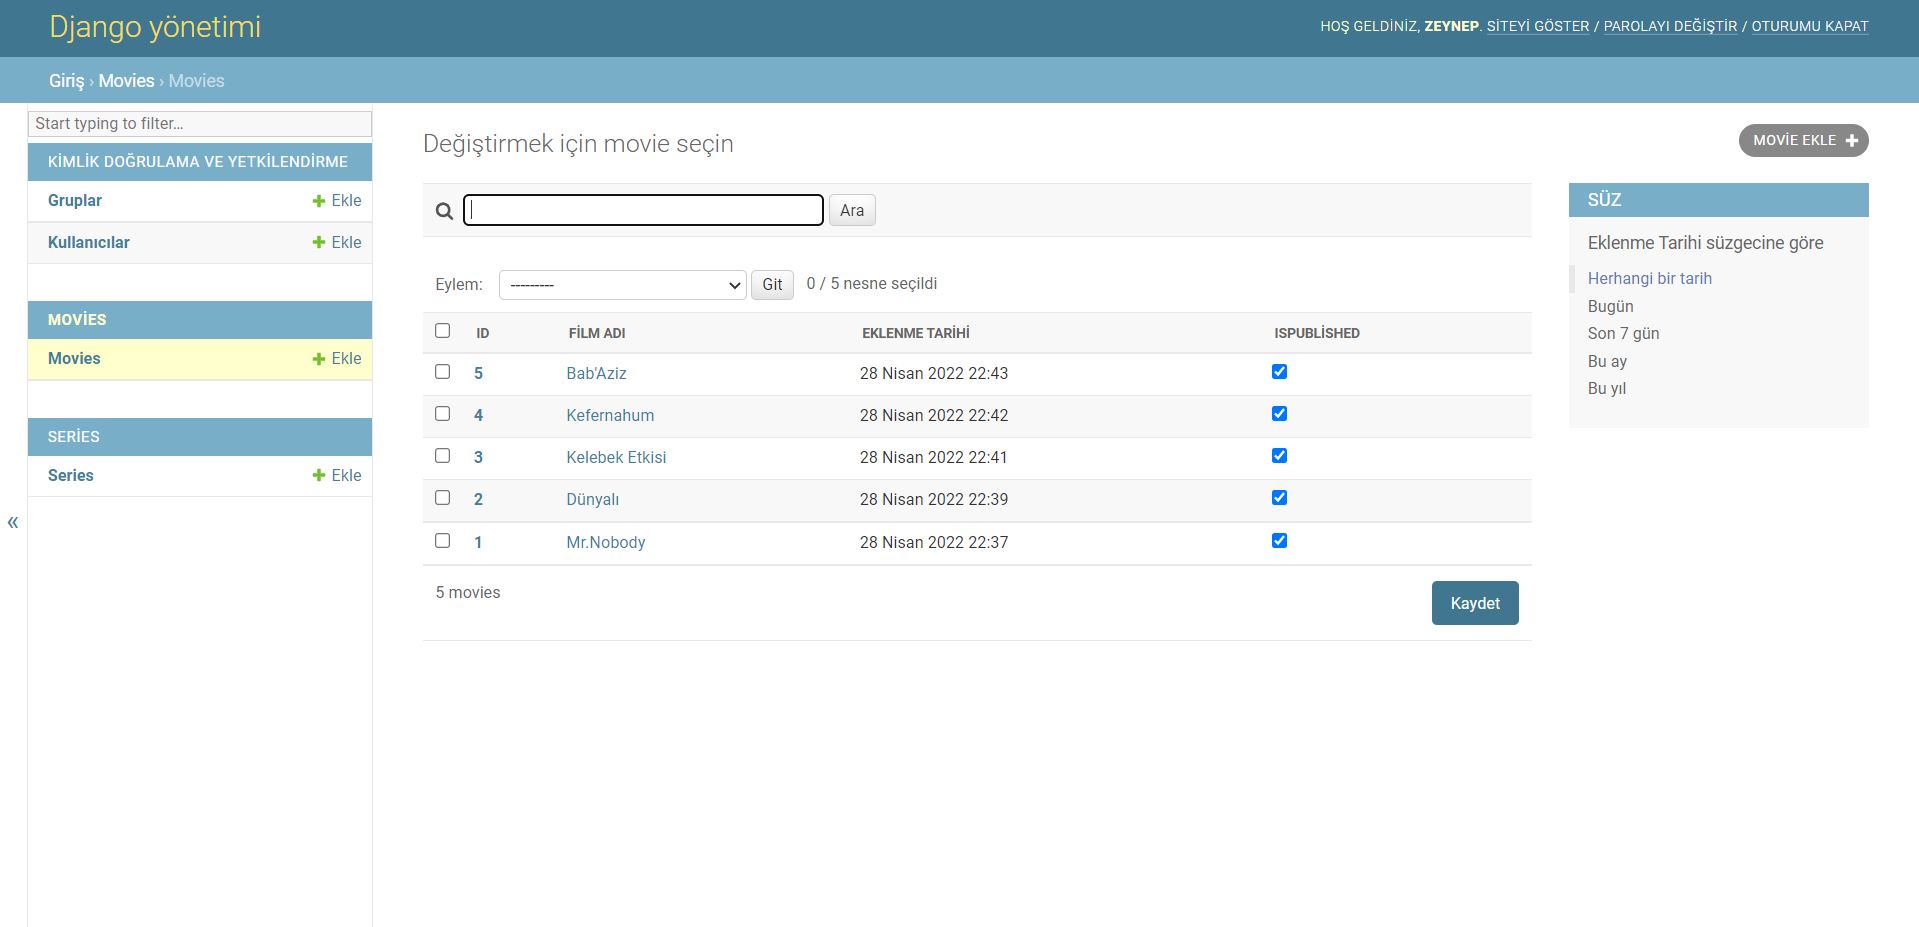 Django yönetimi
HOŞ GELDİNİZ, ZEYNEP. SİTEYİ GÖSTER / PAROLAYI DEĞİŞTİR / OTURUMU KAPAT
Giriş › Movies › Movies
Start typing to filter...
KİMLİK DOĞRULAMA VE YETKİLENDİRME
Gruplar + Ekle
Kullanıcılar + Ekle
MOVİES
Movies + Ekle
SERİES
Series + Ekle
«
Değiştirmek için movie seçin
MOVİE EKLE +
Ara
Eylem: --------- Git 0 / 5 nesne seçildi
ID FİLM ADI EKLENME TARİHİ ISPUBLİSHED
5 Bab'Aziz 28 Nisan 2022 22:43
4 Kefernahum 28 Nisan 2022 22:42
3 Kelebek Etkisi 28 Nisan 2022 22:41
2 Dünyalı 28 Nisan 2022 22:39
1 Mr.Nobody 28 Nisan 2022 22:37
5 movies
Kaydet
SÜZ
Eklenme Tarihi süzgecine göre
Herhangi bir tarih
Bugün
Son 7 gün
Bu ay
Bu yıl